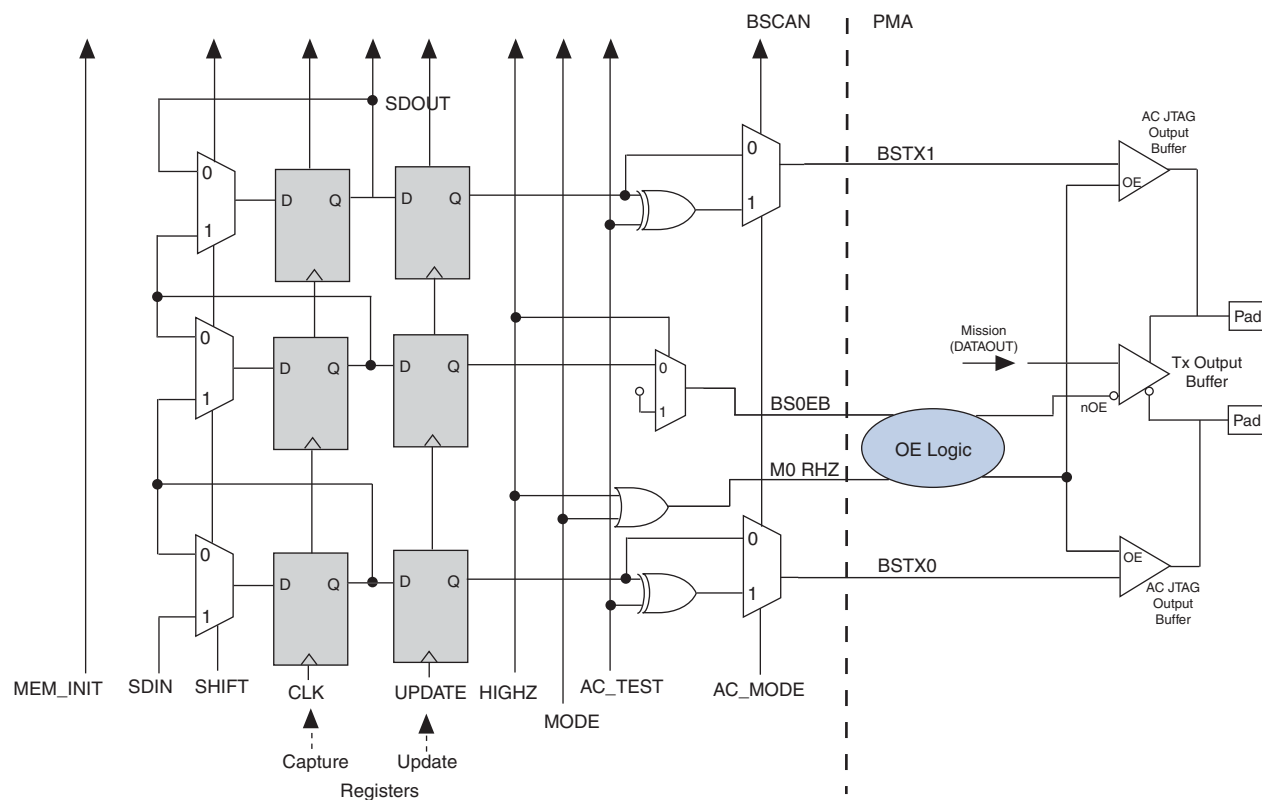 BSCAN
PMA
SDOUT
0
1
D
Q
D
Q
0
1
BSTX1
AC JTAG
Output
Buffer
OE
0
1
D
Q
D
Q
0
1
BS0EB
Mission
(DATAOUT)
nOE
Tx Output
Buffer
Pad
Pad
OE Logic
M0 RHZ
0
1
D
Q
D
Q
0
1
BSTX0
OE
AC JTAG
Output
Buffer
MEM_INIT
SDIN
SHIFT
CLK
UPDATE
HIGHZ
MODE
AC_TEST
AC_MODE
Capture
Update
Registers